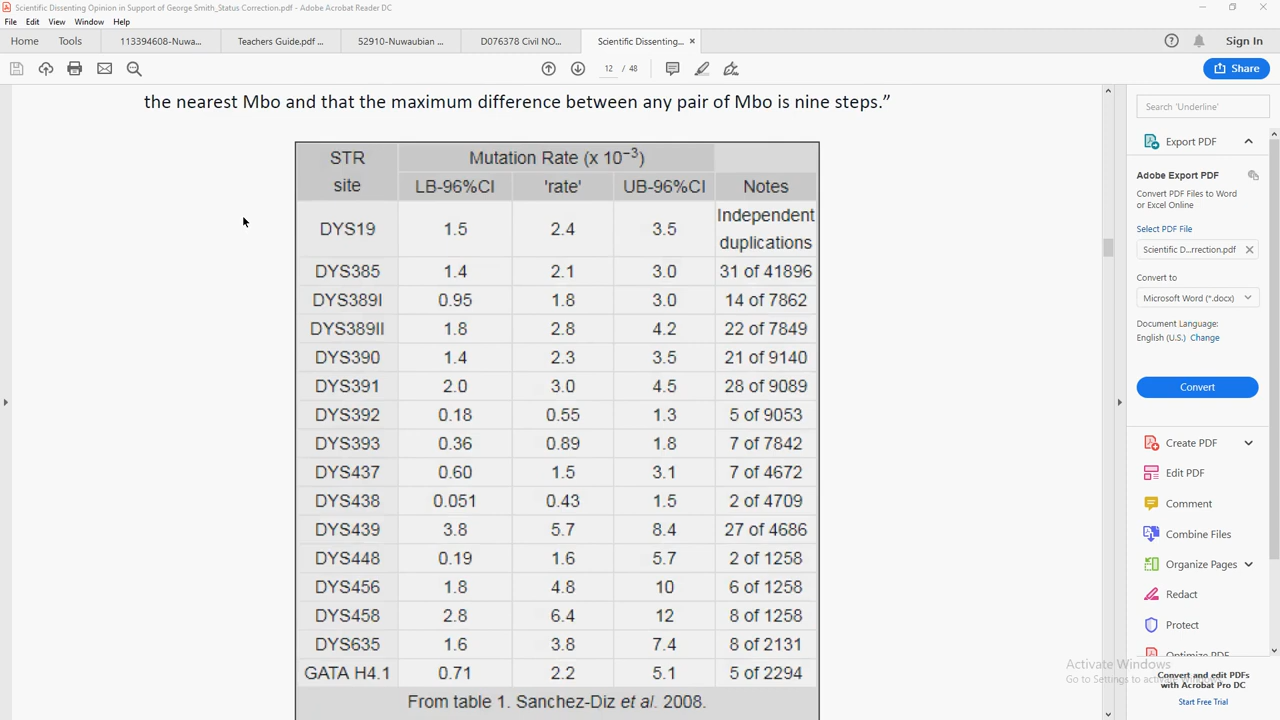 Scientific Dissenting Opinion in Support of George Smith_Status Correction.pdf - Adobe Acrobat Reader DC
File Edit View Window Help
Home Tools 113394608-Nuwa... Teachers Guide.pdf ... 52910-Nuwaubian ... D076378 Civil NO... Scientific Dissenting... × Sign In
12 / 48 Share
the nearest Mbo and that the maximum difference between any pair of Mbo is nine steps.”
STR site Mutation Rate (x 10⁻³)
LB-96%CI 'rate' UB-96%CI Notes
DYS19 1.5 2.4 3.5 Independent duplications
DYS385 1.4 2.1 3.0 31 of 41896
DYS389I 0.95 1.8 3.0 14 of 7862
DYS389II 1.8 2.8 4.2 22 of 7849
DYS390 1.4 2.3 3.5 21 of 9140
DYS391 2.0 3.0 4.5 28 of 9089
DYS392 0.18 0.55 1.3 5 of 9053
DYS393 0.36 0.89 1.8 7 of 7842
DYS437 0.60 1.5 3.1 7 of 4672
DYS438 0.051 0.43 1.5 2 of 4709
DYS439 3.8 5.7 8.4 27 of 4686
DYS448 0.19 1.6 5.7 2 of 1258
DYS456 1.8 4.8 10 6 of 1258
DYS458 2.8 6.4 12 8 of 1258
DYS635 1.6 3.8 7.4 8 of 2131
GATA H4.1 0.71 2.2 5.1 5 of 2294
From table 1. Sanchez-Diz et al. 2008.
Search 'Underline'
Export PDF
Adobe Export PDF
Convert PDF Files to Word
or Excel Online
Select PDF File
Scientific D...rrection.pdf
Convert to
Microsoft Word (*.docx)
Document Language:
English (U.S.) Change
Convert
Create PDF
Edit PDF
Comment
Combine Files
Organize Pages
Redact
Protect
Optimize PDF
Activate Windows
Go to Settings to activate
Convert and edit PDFs
with Acrobat Pro DC
Start Free Trial